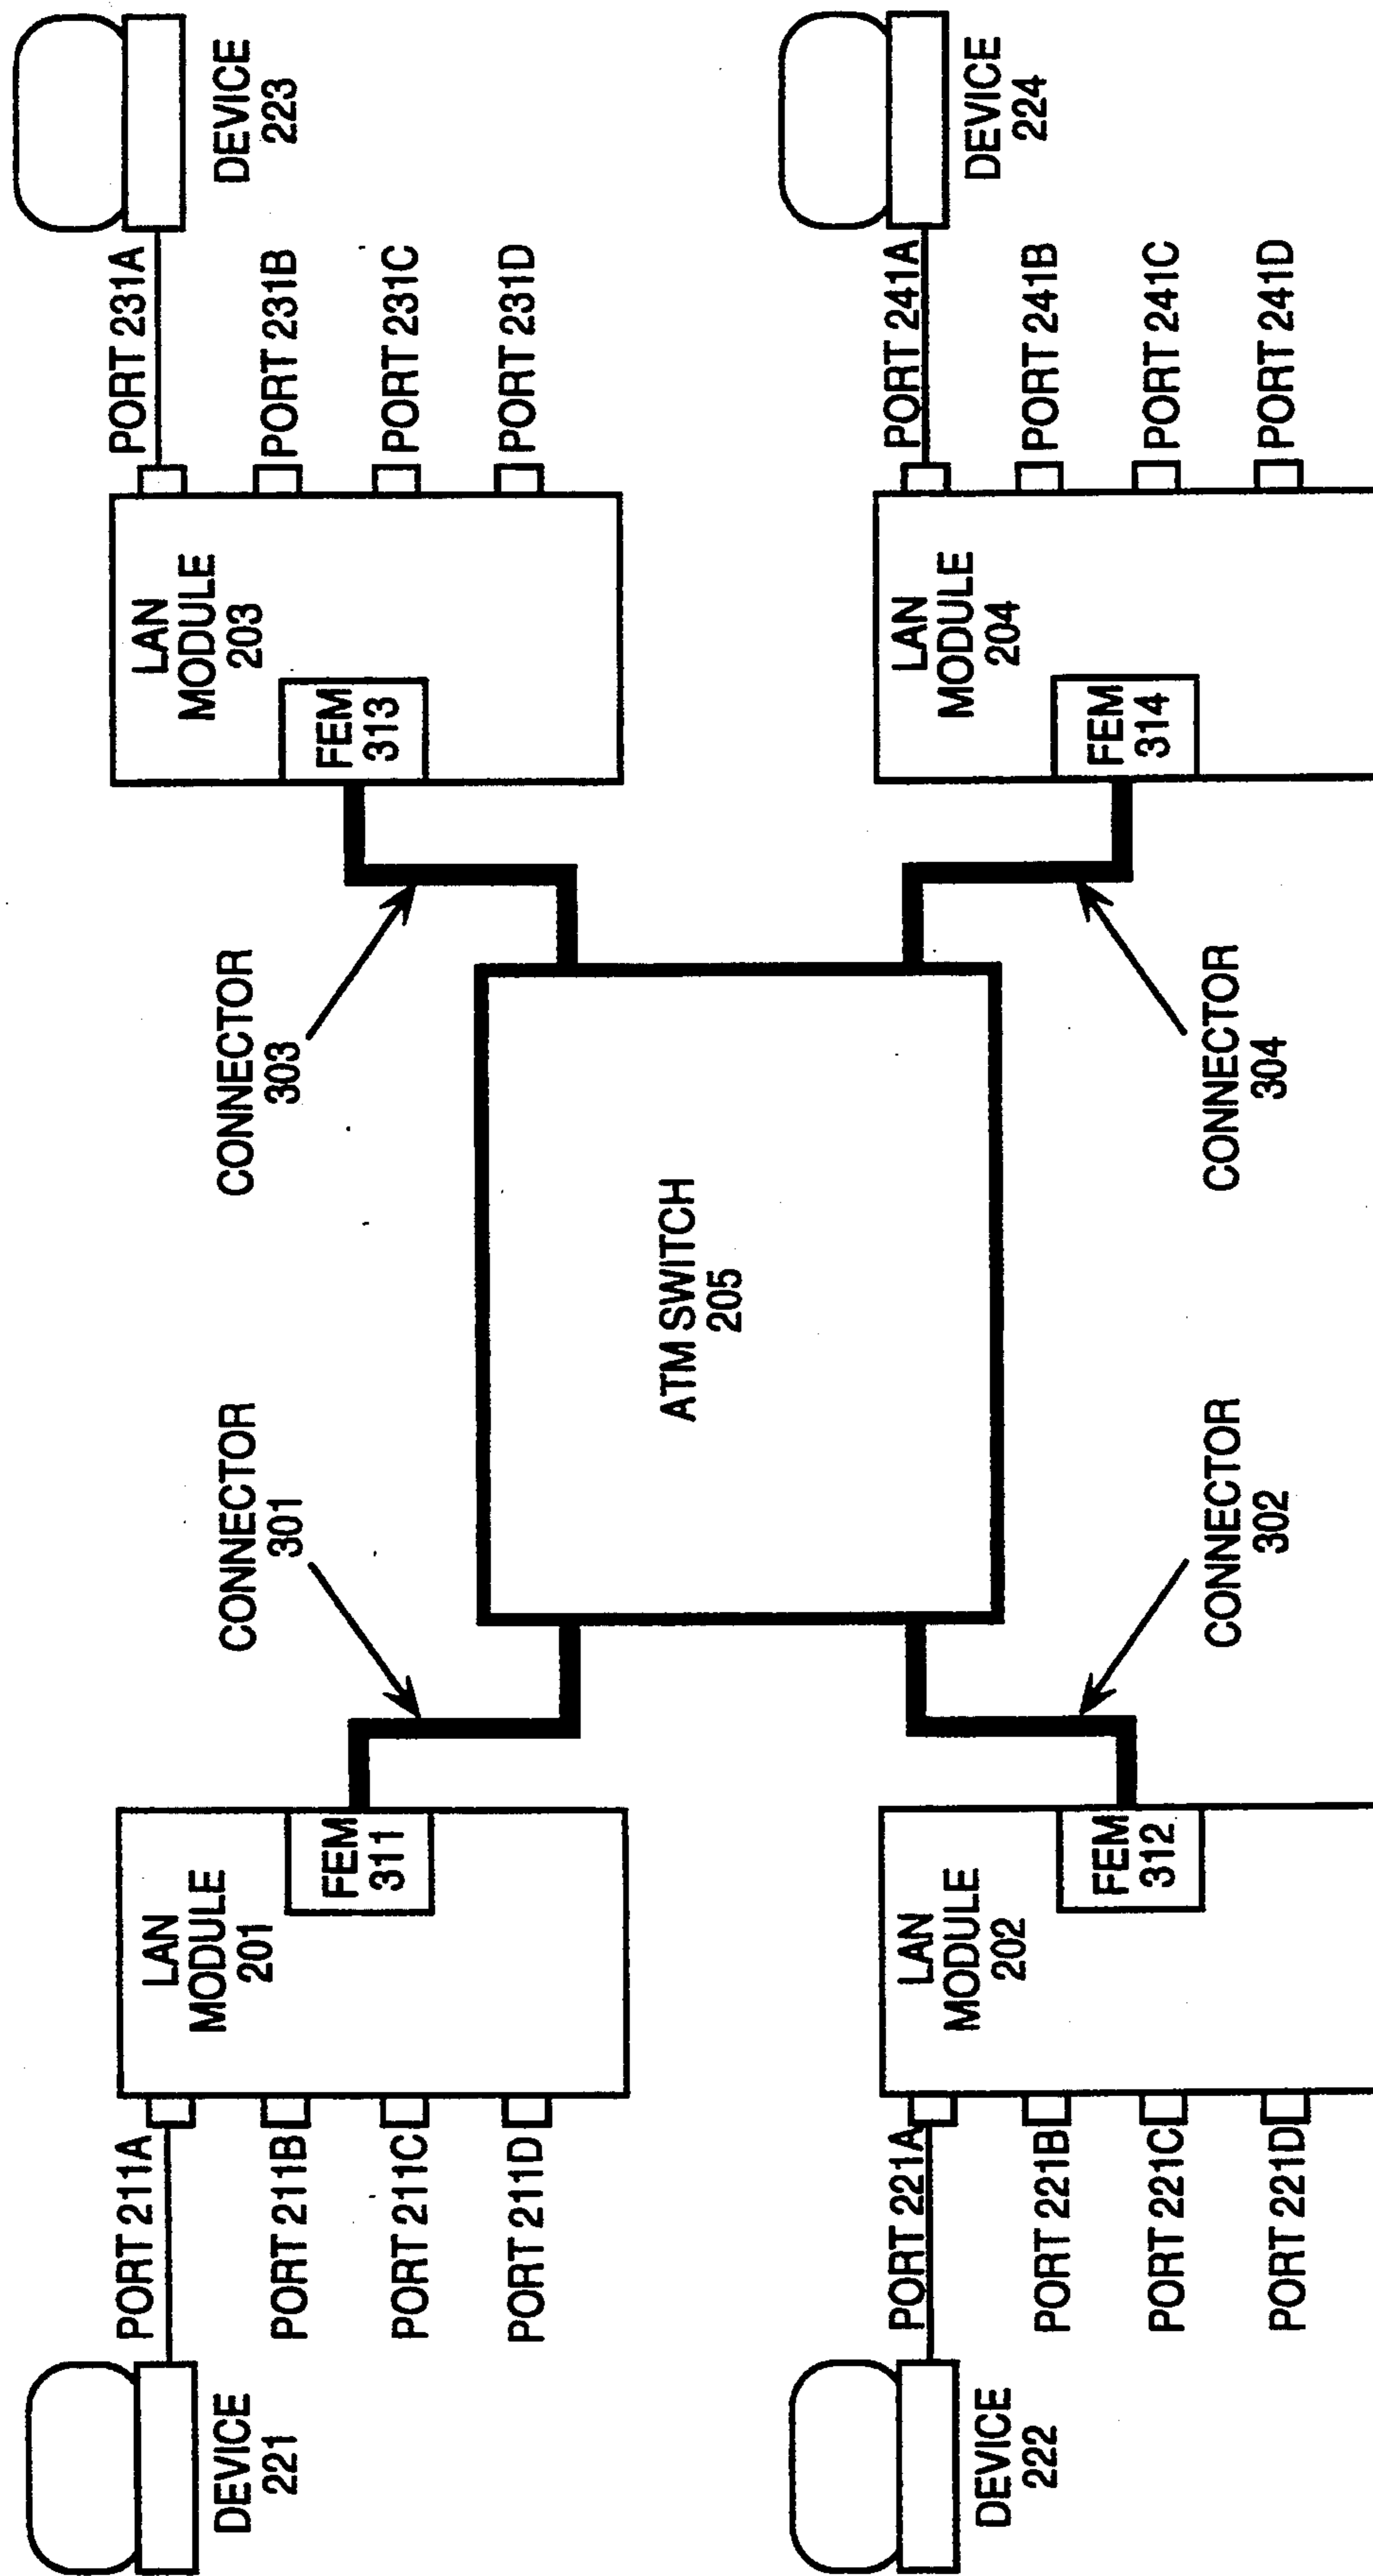 DEVICE
221
PORT 211A
PORT 211B
PORT 211C
PORT 211D
LAN
MODULE
201
FEM
311
CONNECTOR
301
ATM SWITCH
205
CONNECTOR
303
LAN
MODULE
203
FEM
313
PORT 231A
PORT 231B
PORT 231C
PORT 231D
DEVICE
223
DEVICE
222
PORT 221A
PORT 221B
PORT 221C
PORT 221D
LAN
MODULE
202
FEM
312
CONNECTOR
302
CONNECTOR
304
LAN
MODULE
204
FEM
314
PORT 241A
PORT 241B
PORT 241C
PORT 241D
DEVICE
224